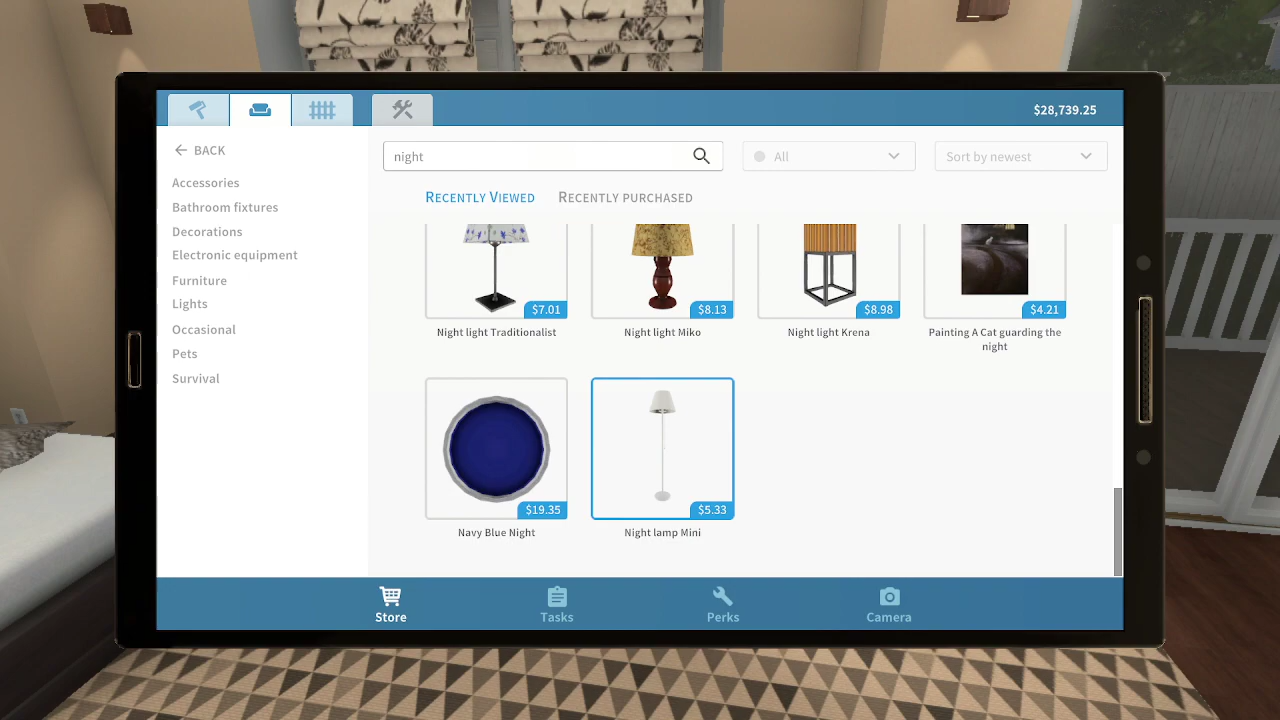 $28,739.25
BACK
night
All
Sort by newest
Accessories
Bathroom fixtures
Decorations
Electronic equipment
Furniture
Lights
Occasional
Pets
Survival
RECENTLY VIEWED
RECENTLY PURCHASED
$7.01
$8.13
$8.98
$4.21
Night light Traditionalist
Night light Miko
Night light Krena
Painting A Cat guarding the
night
$19.35
$5.33
Navy Blue Night
Night lamp Mini
Store
Tasks
Perks
Camera